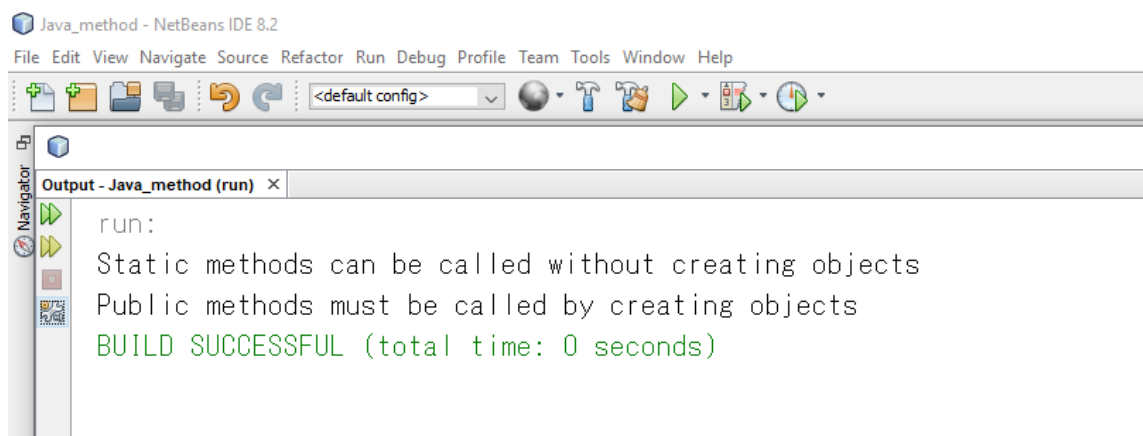 Java_method - NetBeans IDE 8.2
File Edit View Navigate Source Refactor Run Debug Profile Team Tools Window Help
<default config>
Navigator
Output - Java_method (run)
run:
Static methods can be called without creating objects
Public methods must be called by creating objects
BUILD SUCCESSFUL (total time: 0 seconds)